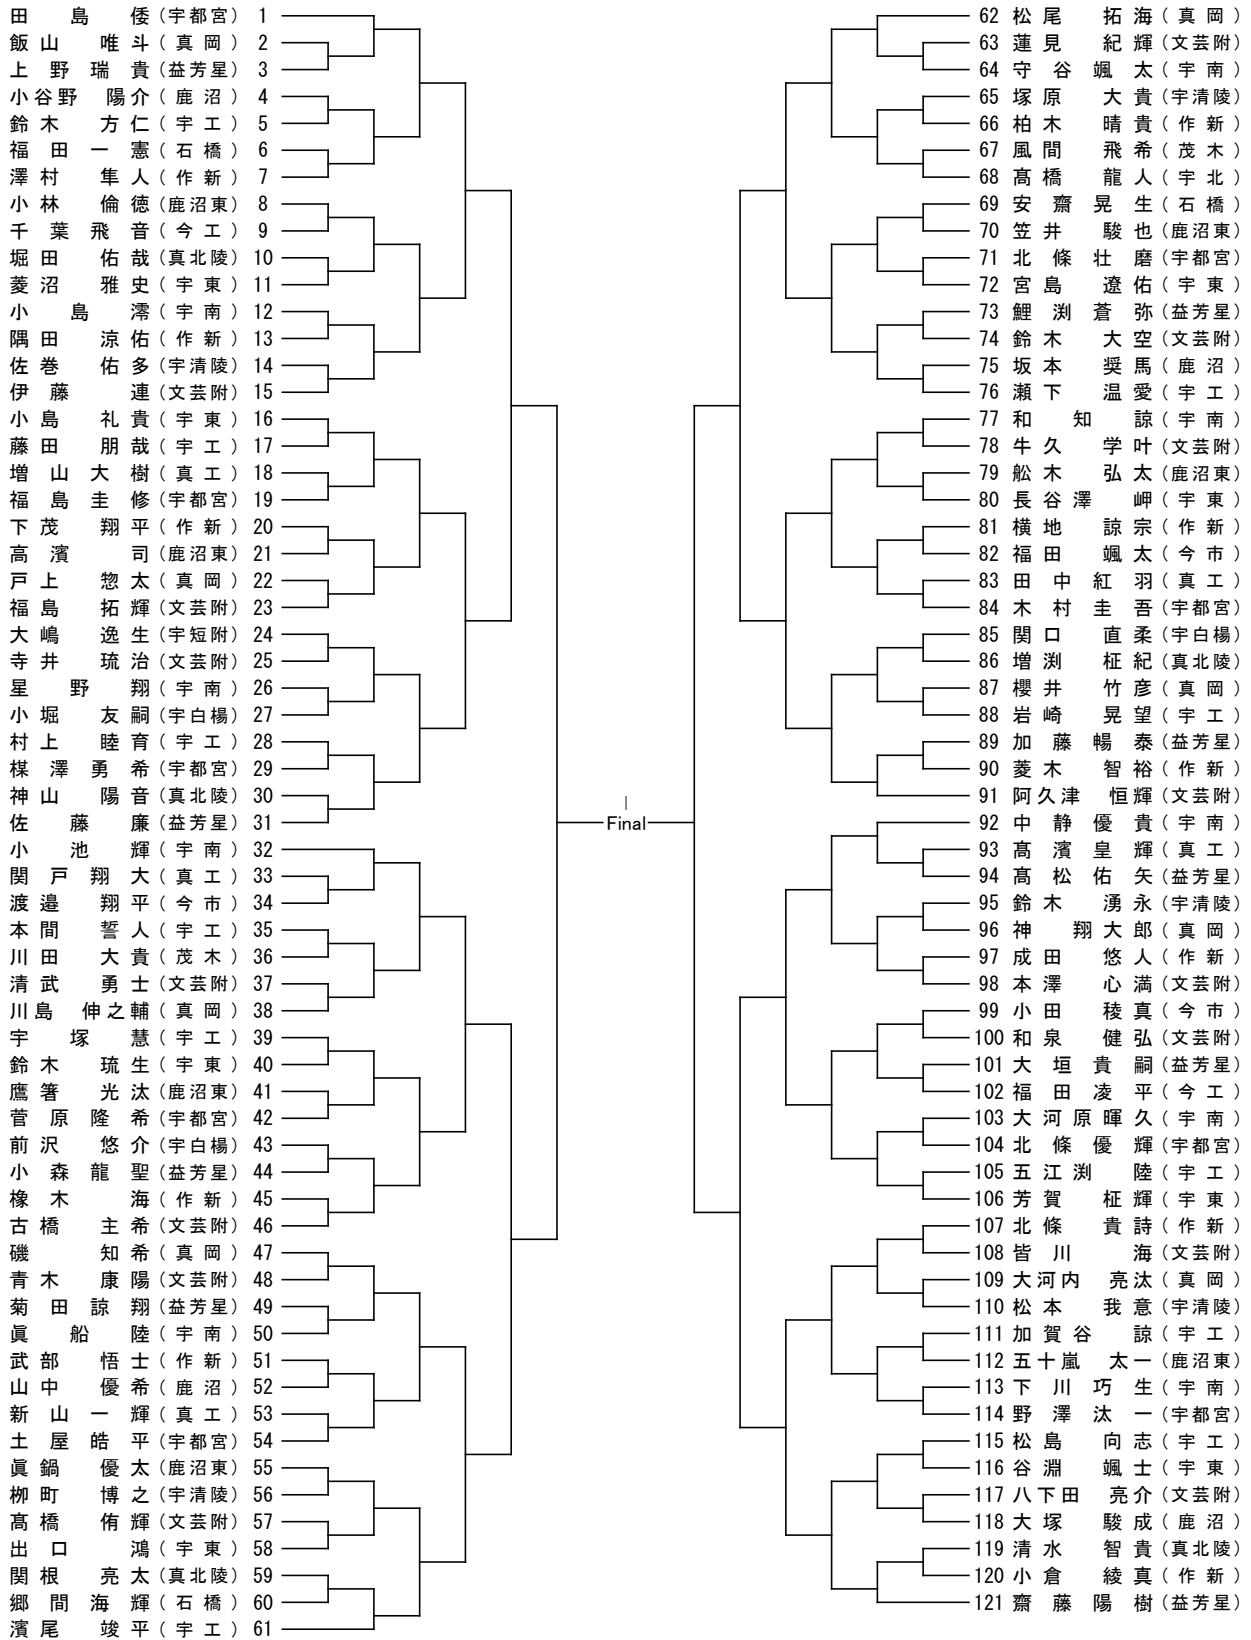 田島倭(宇都宮) 1
飯山唯斗(真岡) 2
上野瑞貴(益芳星) 3
小谷野陽介(鹿沼) 4
鈴木方仁(宇工) 5
福田一憲(石橋) 6
澤村隼人(作新) 7
小林倫徳(鹿沼東) 8
千葉飛音(今工) 9
堀田佑哉(真北陵) 10
菱沼雅史(宇東) 11
小島澪(宇南) 12
隅田涼佑(作新) 13
佐巻佑多(宇清陵) 14
伊藤連(文芸附) 15
小島礼貴(宇東) 16
藤田朋哉(宇工) 17
増山大樹(真工) 18
福島圭修(宇都宮) 19
下茂翔平(作新) 20
高濱司(鹿沼東) 21
戸上惣太(真岡) 22
福島拓輝(文芸附) 23
大嶋逸生(宇短附) 24
寺井琉治(文芸附) 25
星野翔(宇南) 26
小堀友嗣(宇白楊) 27
村上睦育(宇工) 28
楳澤勇希(宇都宮) 29
神山陽音(真北陵) 30
佐藤廉(益芳星) 31
小池輝(宇南) 32
関戸翔大(真工) 33
渡邉翔平(今市) 34
本間誓人(宇工) 35
川田大貴(茂木) 36
清武勇士(文芸附) 37
川島伸之輔(真岡) 38
宇塚慧(宇工) 39
鈴木琉生(宇東) 40
鷹箸光汰(鹿沼東) 41
菅原隆希(宇都宮) 42
前沢悠介(宇白楊) 43
小森龍聖(益芳星) 44
橡木海(作新) 45
古橋主希(文芸附) 46
磯知希(真岡) 47
青木康陽(文芸附) 48
菊田諒翔(益芳星) 49
眞船陸(宇南) 50
武部悟士(作新) 51
山中優希(鹿沼) 52
新山一輝(真工) 53
土屋皓平(宇都宮) 54
眞鍋優太(鹿沼東) 55
栁町博之(宇清陵) 56
髙橋侑輝(文芸附) 57
出口鴻(宇東) 58
関根亮太(真北陵) 59
郷間海輝(石橋) 60
濱尾竣平(宇工) 61
Final
62 松尾拓海(真岡)
63 蓮見紀輝(文芸附)
64 守谷颯太(宇南)
65 塚原大貴(宇清陵)
66 柏木晴貴(作新)
67 風間飛希(茂木)
68 髙橋龍人(宇北)
69 安齋晃生(石橋)
70 笠井駿也(鹿沼東)
71 北條壮磨(宇都宮)
72 宮島遼佑(宇東)
73 鯉渕蒼弥(益芳星)
74 鈴木大空(文芸附)
75 坂本奨馬(鹿沼)
76 瀬下温愛(宇工)
77 和知諒(宇南)
78 牛久学叶(文芸附)
79 舩木弘太(鹿沼東)
80 長谷澤岬(宇東)
81 横地諒宗(作新)
82 福田颯太(今市)
83 田中紅羽(真工)
84 木村圭吾(宇都宮)
85 関口直柔(宇白楊)
86 増渕柾紀(真北陵)
87 櫻井竹彦(真岡)
88 岩崎晃望(宇工)
89 加藤暢泰(益芳星)
90 菱木智裕(作新)
91 阿久津恒輝(文芸附)
92 中静優貴(宇南)
93 髙濱皇輝(真工)
94 髙松佑矢(益芳星)
95 鈴木湧永(宇清陵)
96 神翔大郎(真岡)
97 成田悠人(作新)
98 本澤心満(文芸附)
99 小田稜真(今市)
100 和泉健弘(文芸附)
101 大垣貴嗣(益芳星)
102 福田凌平(今工)
103 大河原暉久(宇南)
104 北條優輝(宇都宮)
105 五江渕陸(宇工)
106 芳賀柾輝(宇東)
107 北條貴詩(作新)
108 皆川海(文芸附)
109 大河内亮汰(真岡)
110 松本我意(宇清陵)
111 加賀谷諒(宇工)
112 五十嵐太一(鹿沼東)
113 下川巧生(宇南)
114 野澤汰一(宇都宮)
115 松島向志(宇工)
116 谷淵颯士(宇東)
117 八下田亮介(文芸附)
118 大塚駿成(鹿沼)
119 清水智貴(真北陵)
120 小倉綾真(作新)
121 齋藤陽樹(益芳星)